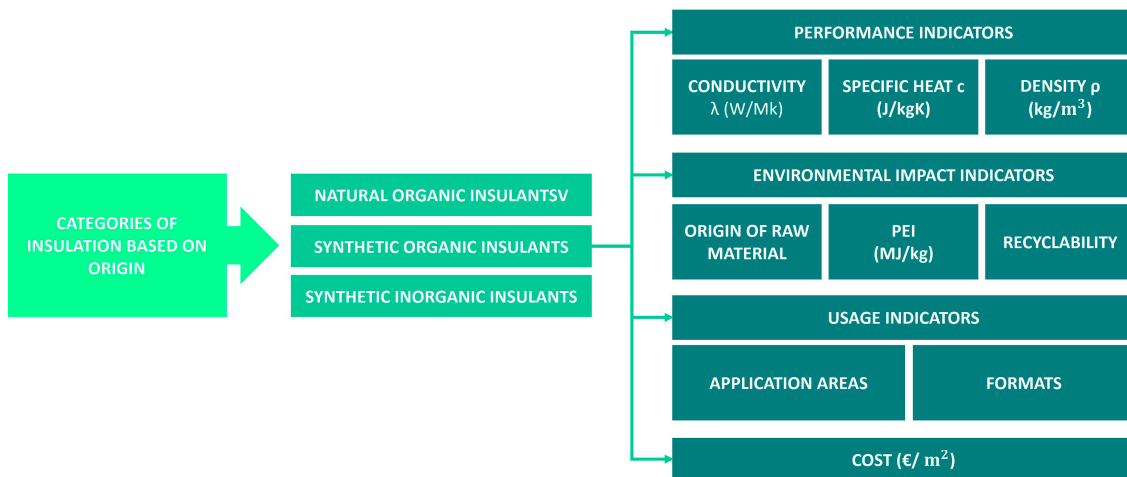 CATEGORIES OF
INSULATION BASED ON
ORIGIN
NATURAL ORGANIC INSULANTSV
SYNTHETIC ORGANIC INSULANTS
SYNTHETIC INORGANIC INSULANTS
PERFORMANCE INDICATORS
CONDUCTIVITY
λ (W/Mk)
SPECIFIC HEAT c
(J/kgK)
DENSITY ρ
(kg/m³)
ENVIRONMENTAL IMPACT INDICATORS
ORIGIN OF RAW
MATERIAL
PEI
(MJ/kg)
RECYCLABILITY
USAGE INDICATORS
APPLICATION AREAS
FORMATS
COST (€/ m²)